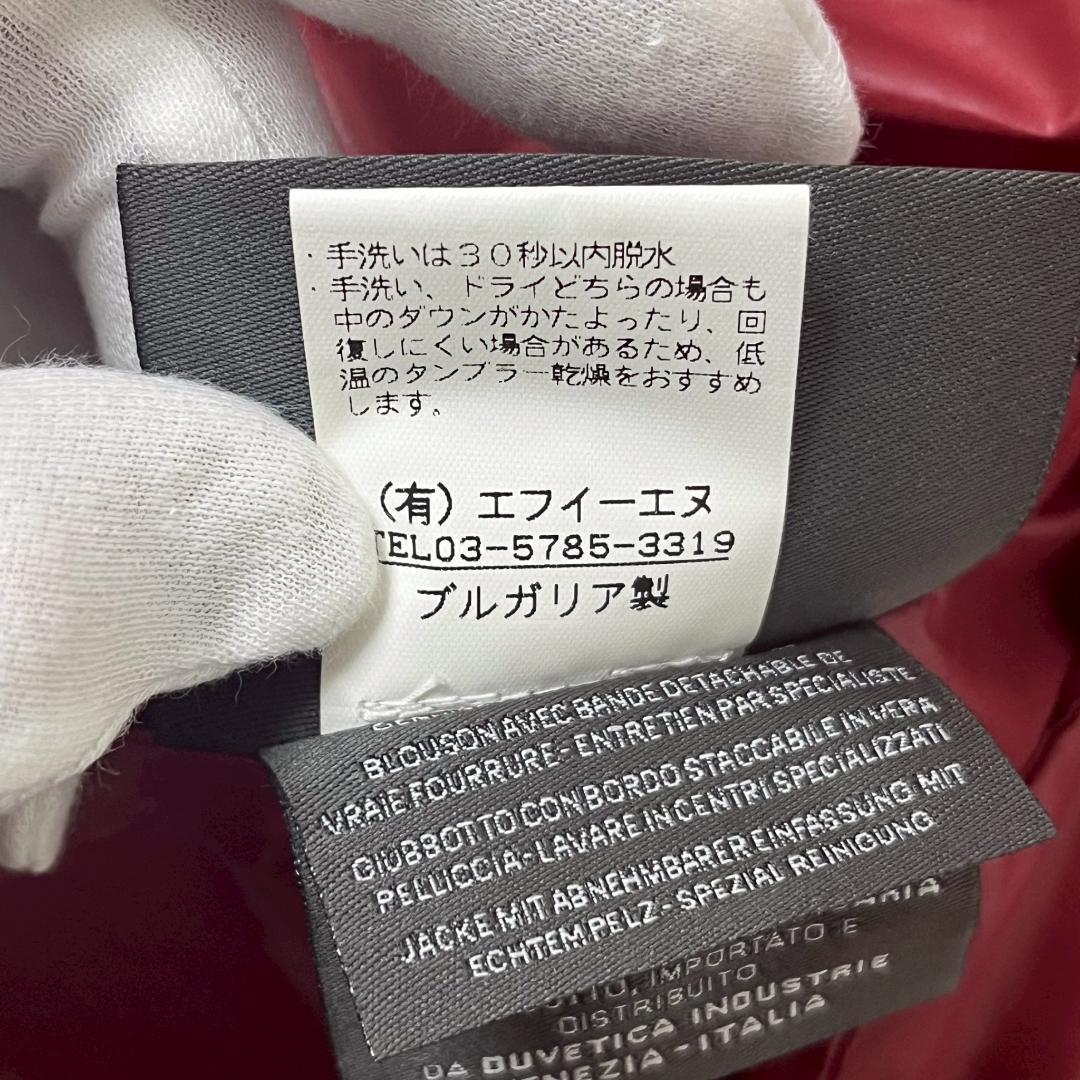 ・手洗いは30秒以内脱水
・手洗い、ドライどちらの場合も
中のダウンがかたよったり、回
復しにくい場合があるため、低
温のタンブラー乾燥をおすすめ
します。
(有)エフイーエヌ
TEL03-5785-3319
ブルガリア製
BLOUSON AVEC BANDE DETACHABLE DE
VRAIE FOURRURE - ENTRETIEN PAR SPECIALISTE
GIUBBOTTO CON BORDO STACCABILE IN VERA
PELLICCIA - LAVARE IN CENTRI SPECIALIZZATI
JACKE MIT ABNEHMBARER EINFASSUNG MIT
ECHTEM PELZ - SPEZIAL REINIGUNG
IMPORTATO E
DISTRIBUITO
DA DUVETICA INDUSTRIE
VENEZIA - ITALIA